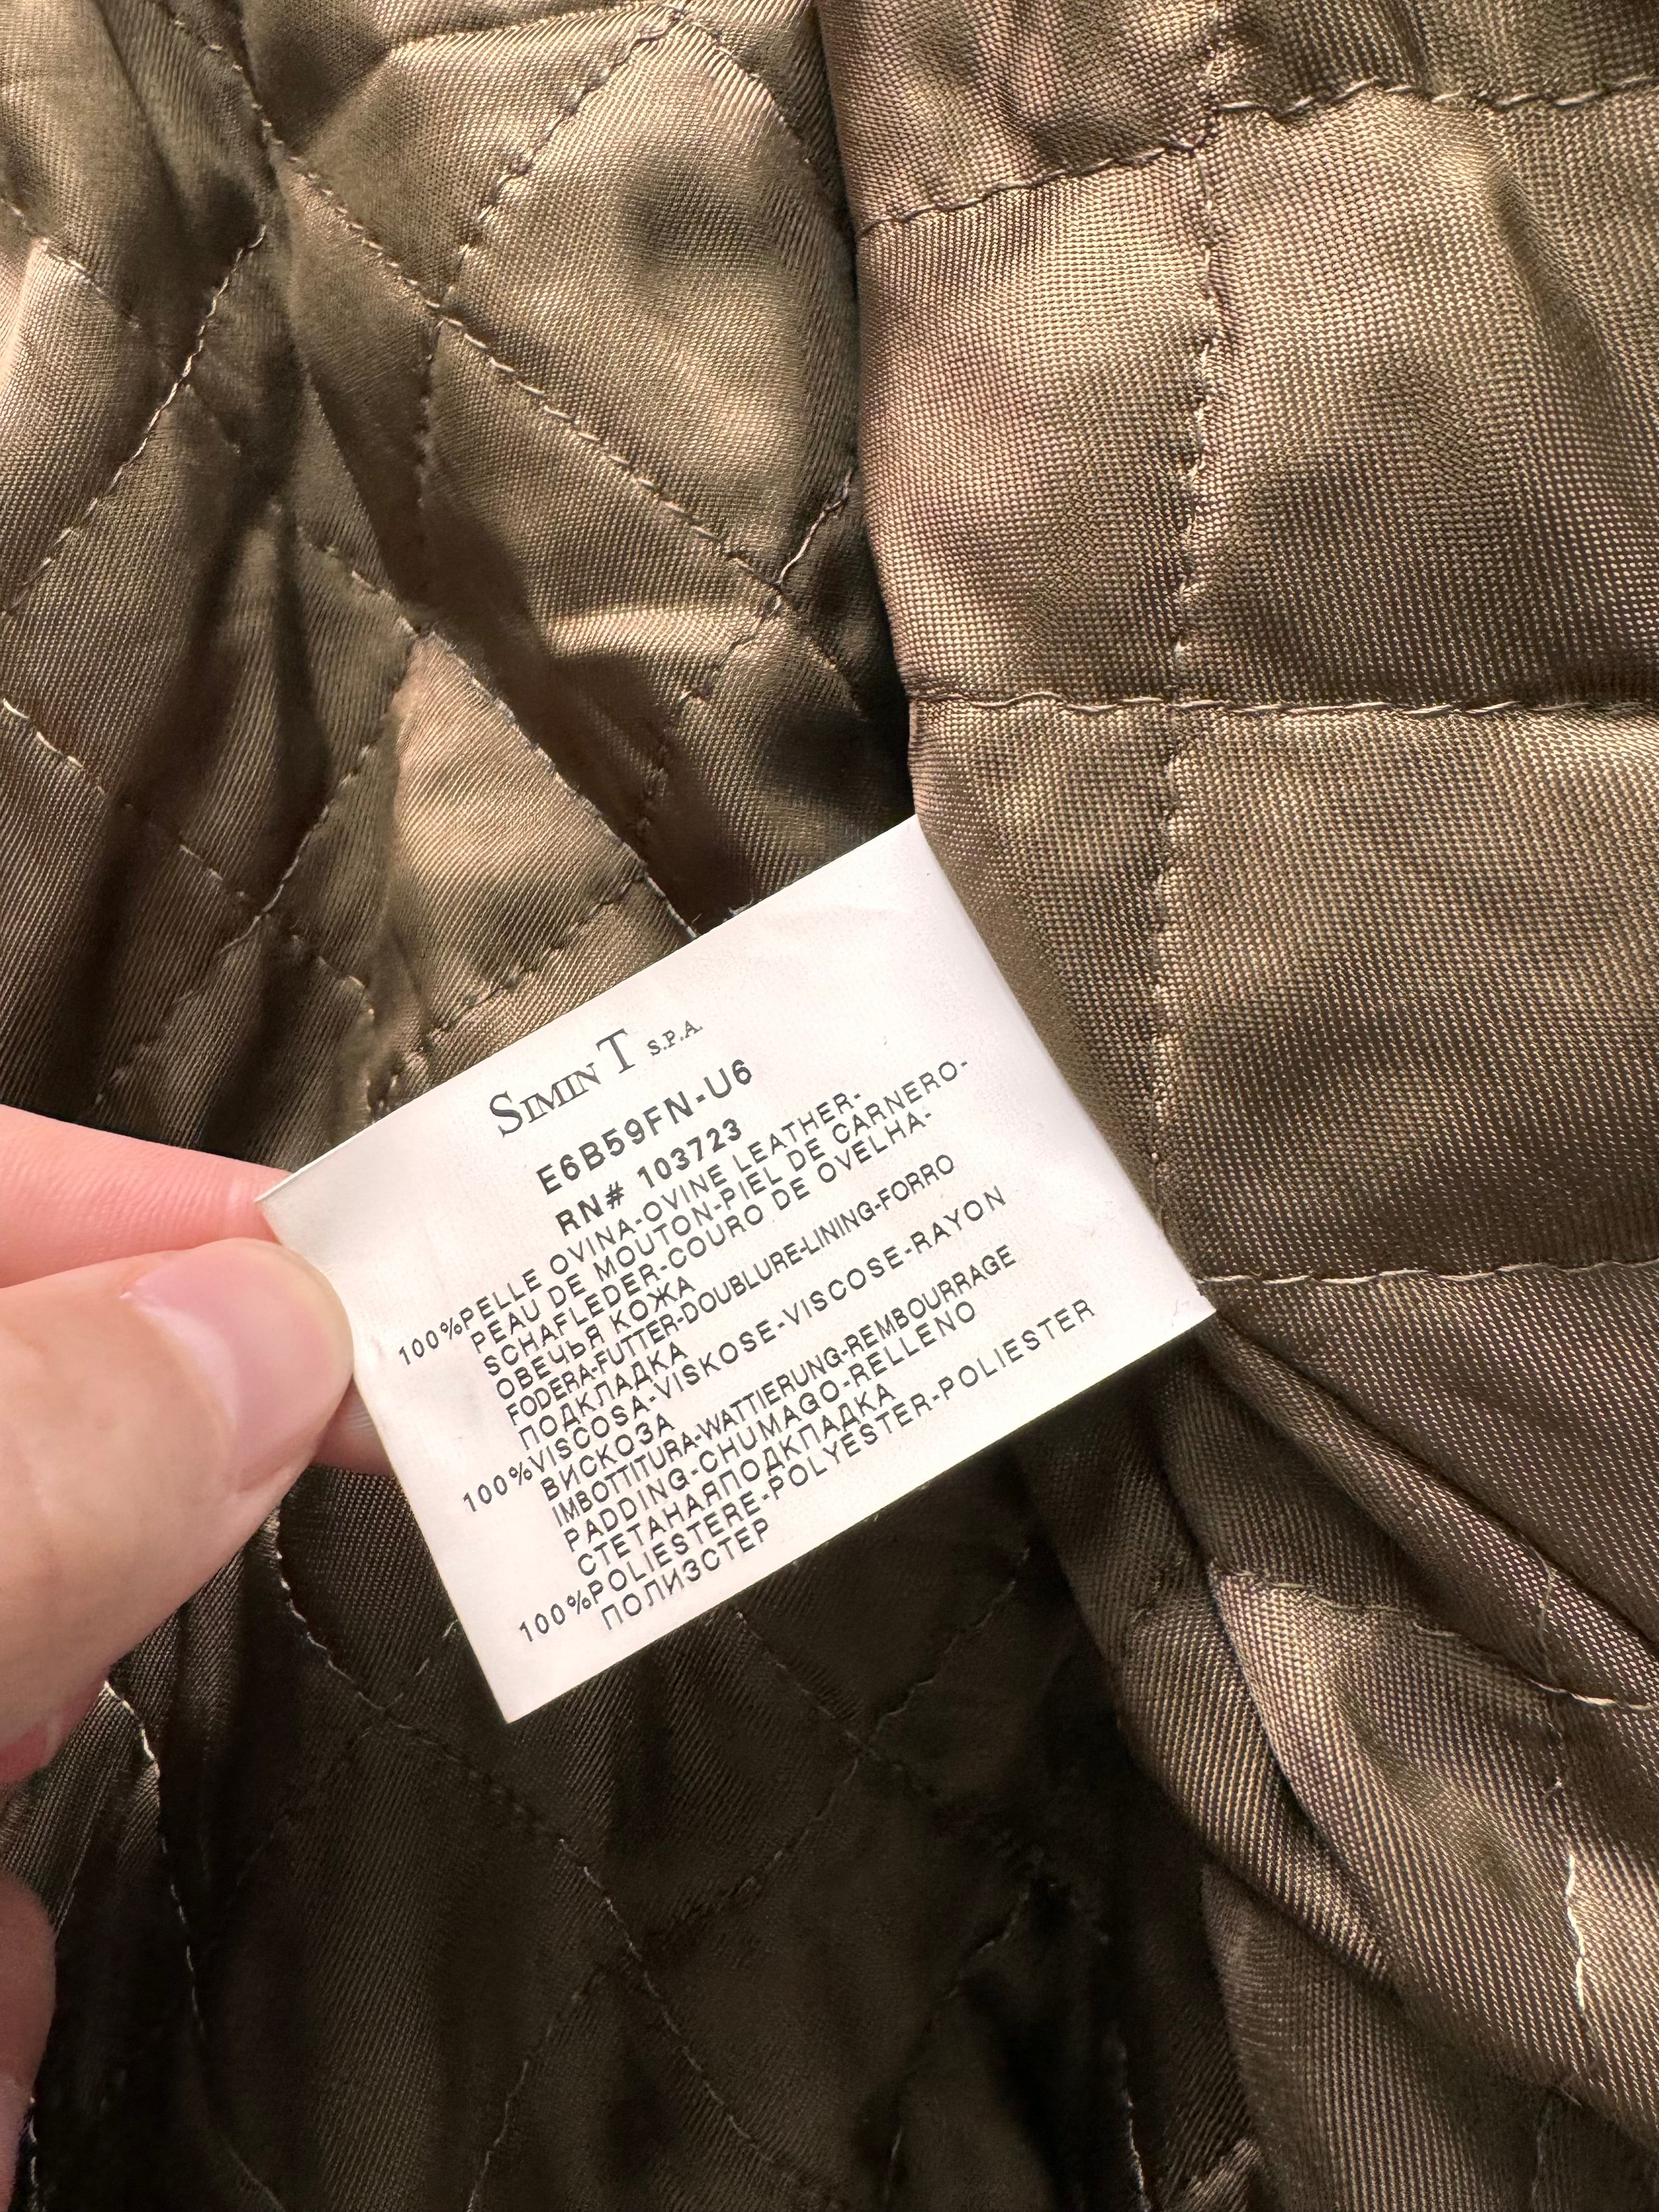 SIMINT S.P.A.
E6B59FN-U6
RN# 103723
100%PELLE OVINA-OVINE LEATHER-
PEAU DE MOUTON-PIEL DE CARNERO-
SCHAFLEDER-COURO DE OVELHA-
ОВЕЧЬЯ КОЖА
FODERA-FUTTER-DOUBLURE-LINING-FORRO
ПОДКЛАДКА
100%VISCOSA-VISKOSE-VISCOSE-RAYON
ВИСКОЗА
IMBOTTITURA-WATTIERUNG-REMBOURRAGE
PADDING-CHUMAGO-RELLENO
СТЕТАНАЯПОДКПАДКА
100%POLIESTERE-POLYESTER-POLIESTER
ПОЛИЗСТЕР